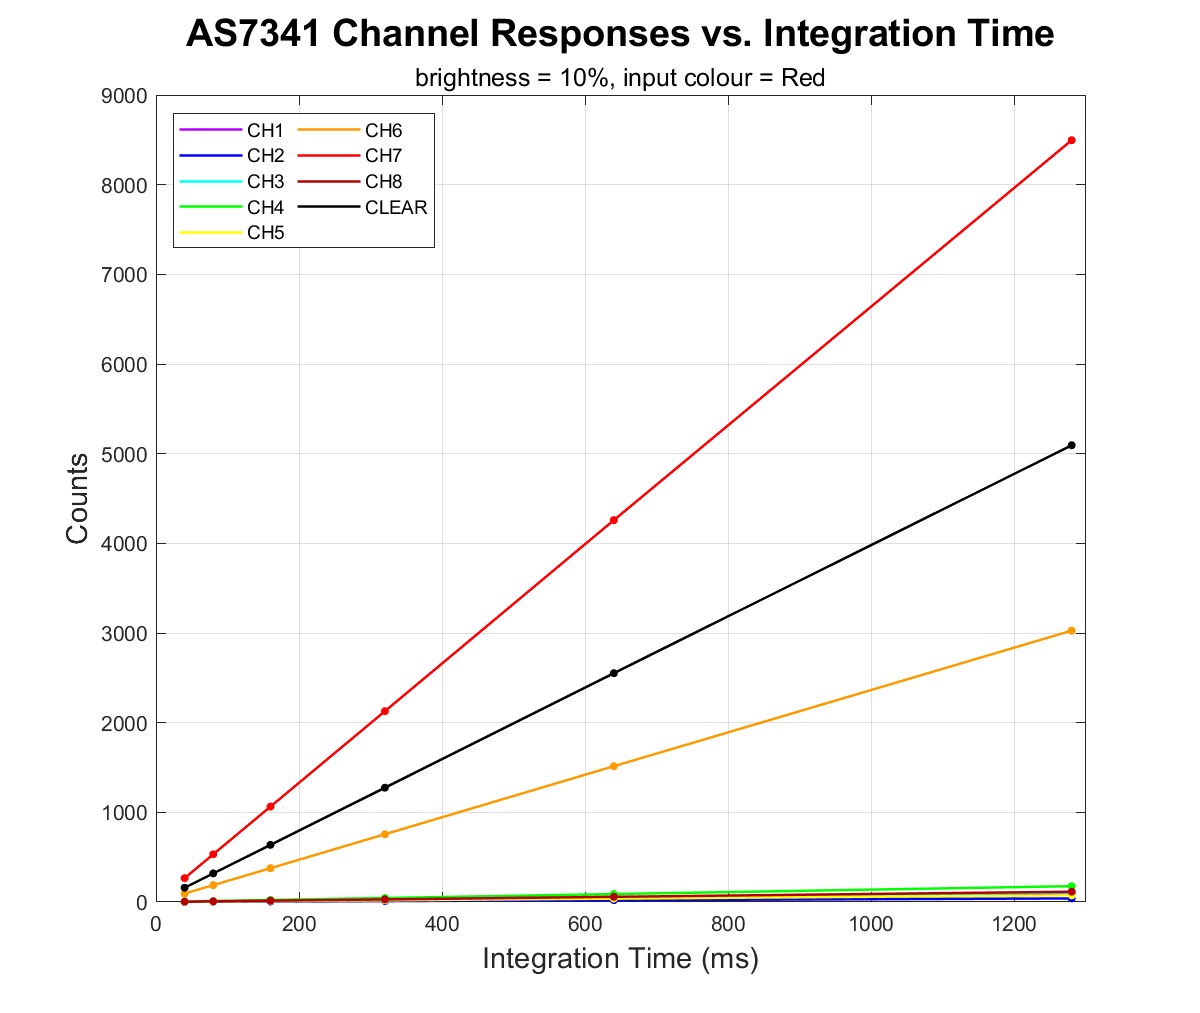 AS7341 Channel Responses vs. Integration Time
brightness = 10%, input colour = Red
9000
8000
7000
6000
5000
4000
3000
2000
1000
0
Counts
CH1 CH6
CH2 CH7
CH3 CH8
CH4 CLEAR
CH5
0 200 400 600 800 1000 1200
Integration Time (ms)